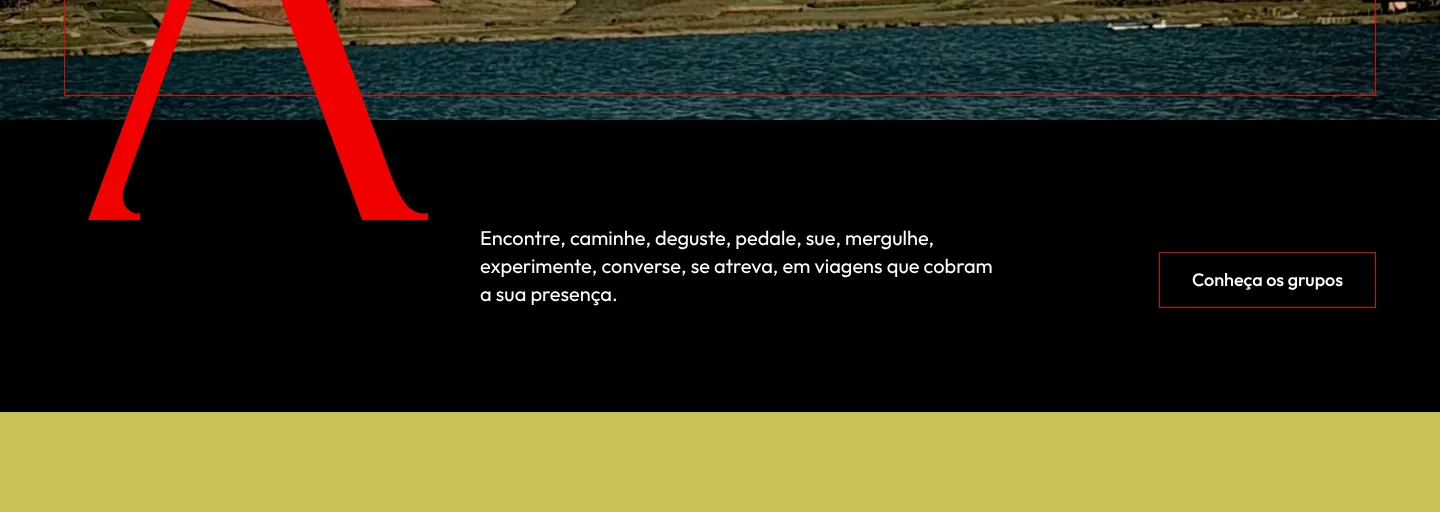 Encontre, caminhe, deguste, pedale, sue, mergulhe,
experimente, converse, se atreva, em viagens que cobram
a sua presença.
Conheça os grupos